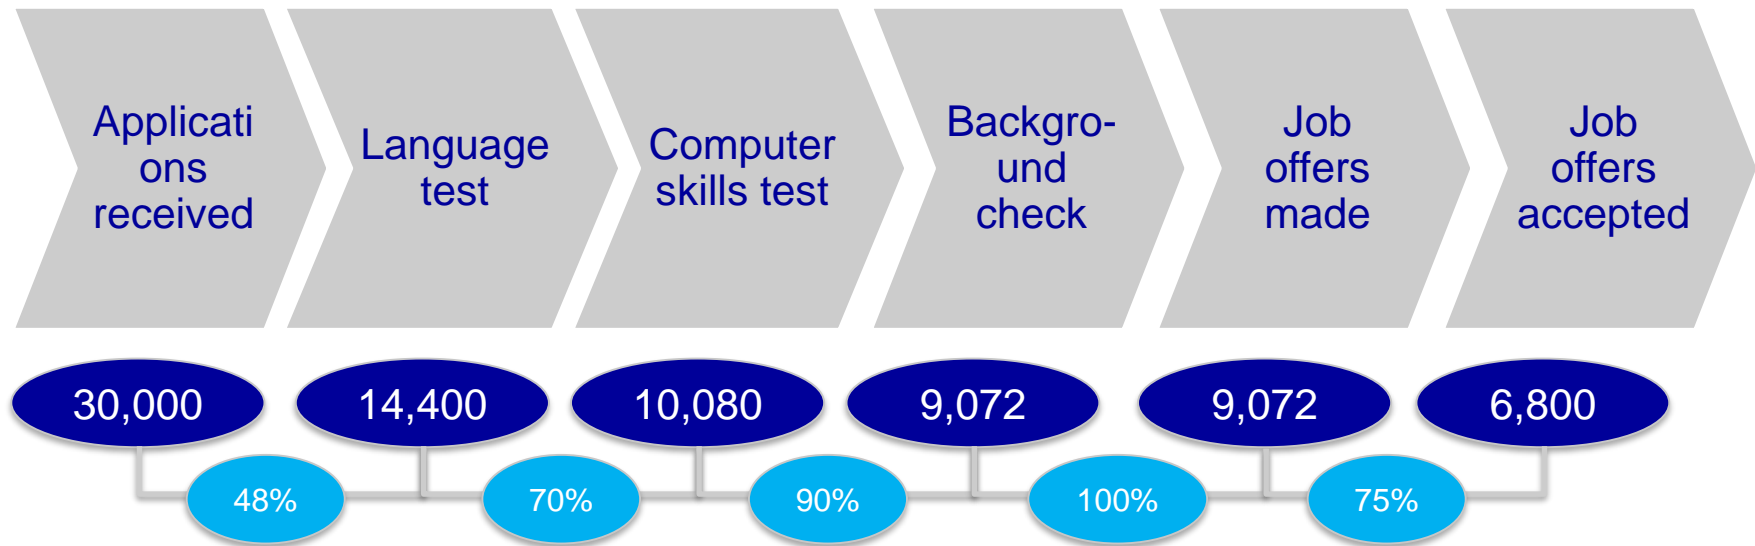 Applicati
ons
received
Language
test
Computer
skills test
Backgro-
und
check
Job
offers
made
Job
offers
accepted
30,000
14,400
10,080
9,072
9,072
6,800
48%
70%
90%
100%
75%